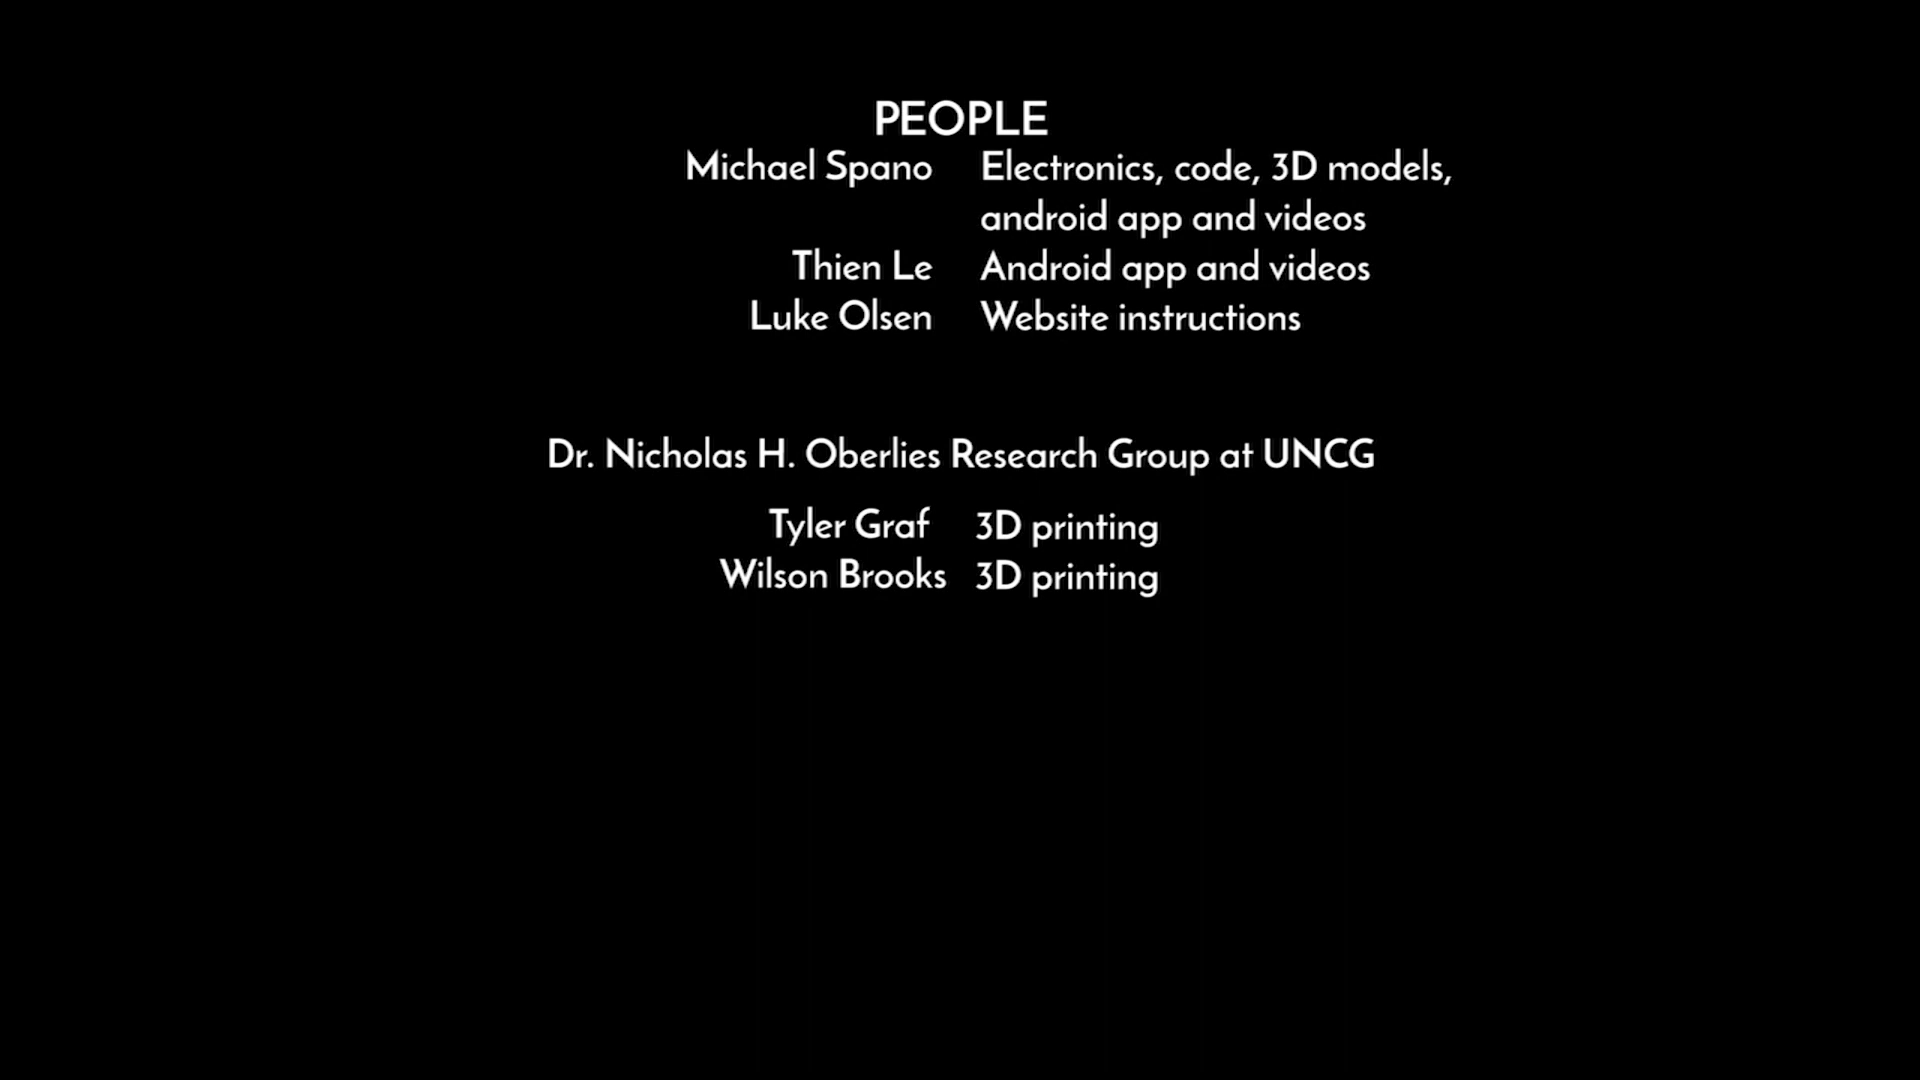 PEOPLE
Michael Spano Electronics, code, 3D models,
android app and videos
Thien Le Android app and videos
Luke Olsen Website instructions
Dr. Nicholas H. Oberlies Research Group at UNCG
Tyler Graf 3D printing
Wilson Brooks 3D printing